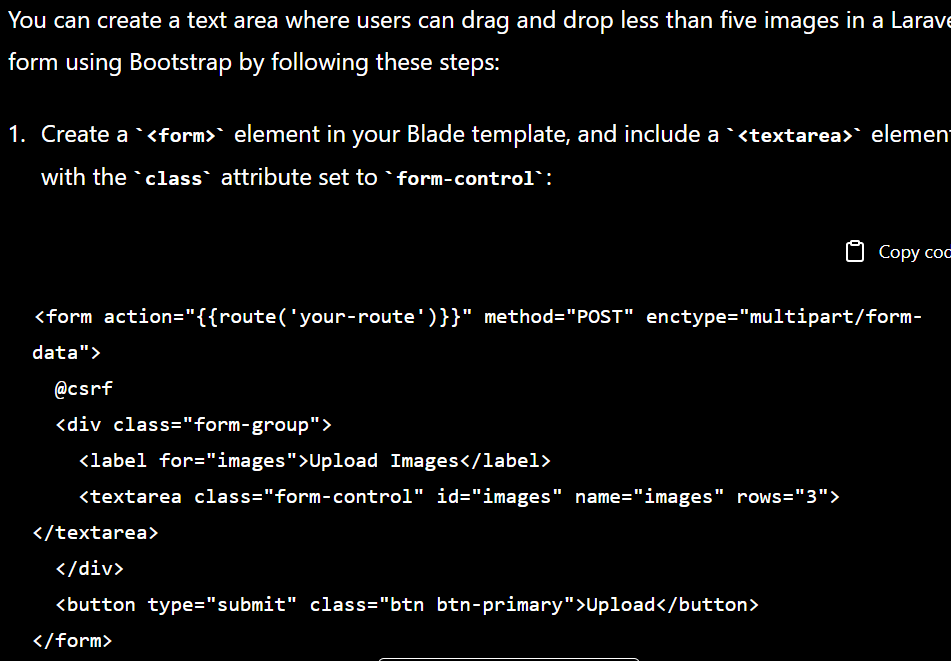 You can create a text area where users can drag and drop less than five images in a Larave
form using Bootstrap by following these steps:
1. Create a `<form>` element in your Blade template, and include a `<textarea>` elemen
with the `class` attribute set to `form-control`:
Copy coc
<form action="{{route('your-route')}}" method="POST" enctype="multipart/form-
data">
@csrf
<div class="form-group">
<label for="images">Upload Images</label>
<textarea class="form-control" id="images" name="images" rows="3">
</textarea>
</div>
<button type="submit" class="btn btn-primary">Upload</button>
</form>